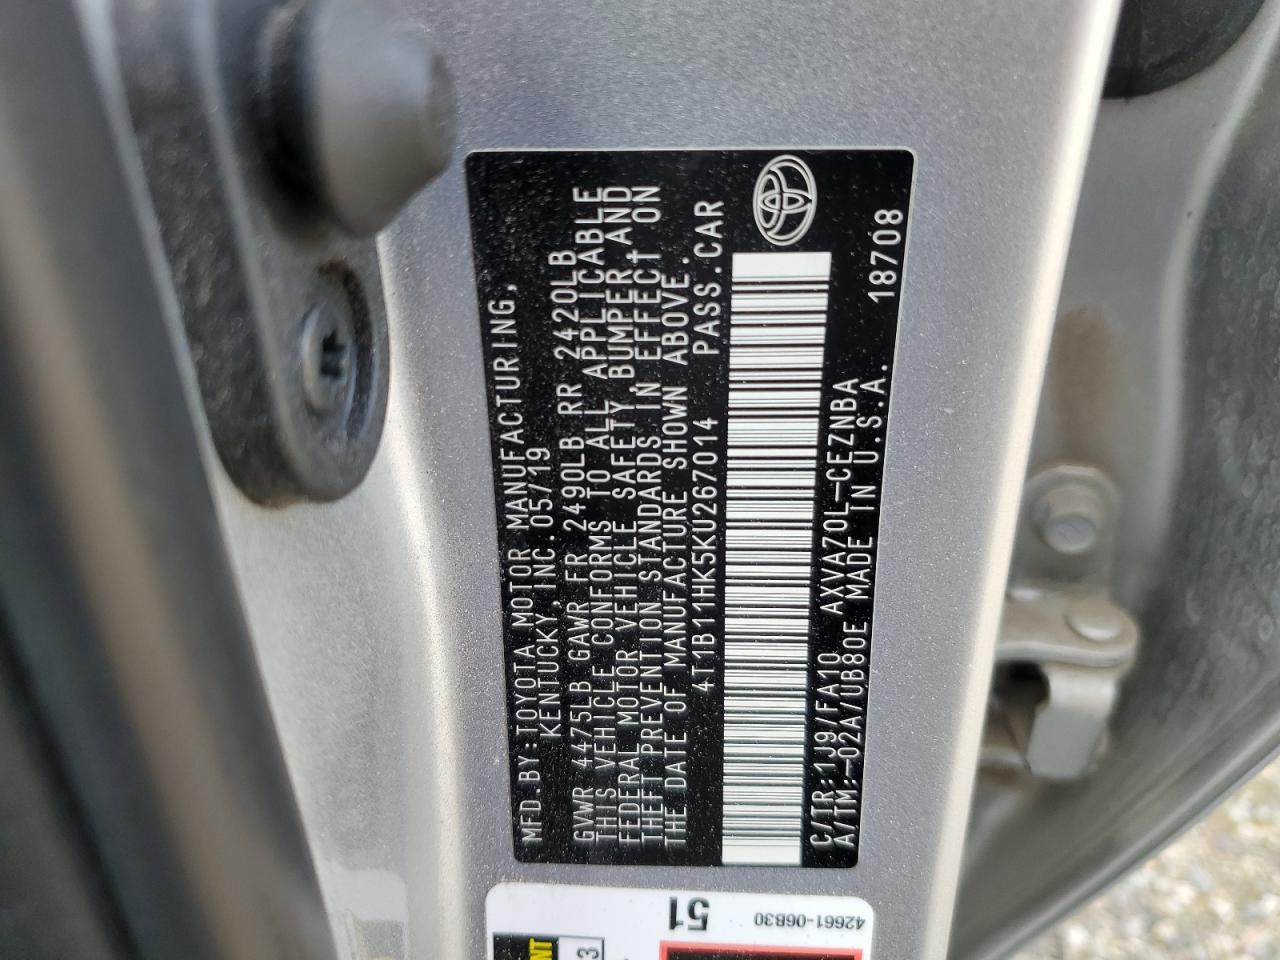 MFD.BY:TOYOTA MOTOR MANUFACTURING,
KENTUCKY, INC.05/19
GVWR 4475LB GAWR FR 2490LB RR 2420LB
THIS VEHICLE CONFORMS TO ALL APPLICABLE
FEDERAL MOTOR VEHICLE SAFETY,BUMPER,AND
THEFT PREVENTION STANDARDS IN EFFECT ON
THE DATE OF MANUFACTURE SHOWN ABOVE.
4T1B11HK5KU267014 PASS.CAR
C/TR:1J9/FA10 AXVA70L-CEZNBA
A/TM:-02A/UB80E MADE IN U.S.A. 18708
51
42661-06B30
3